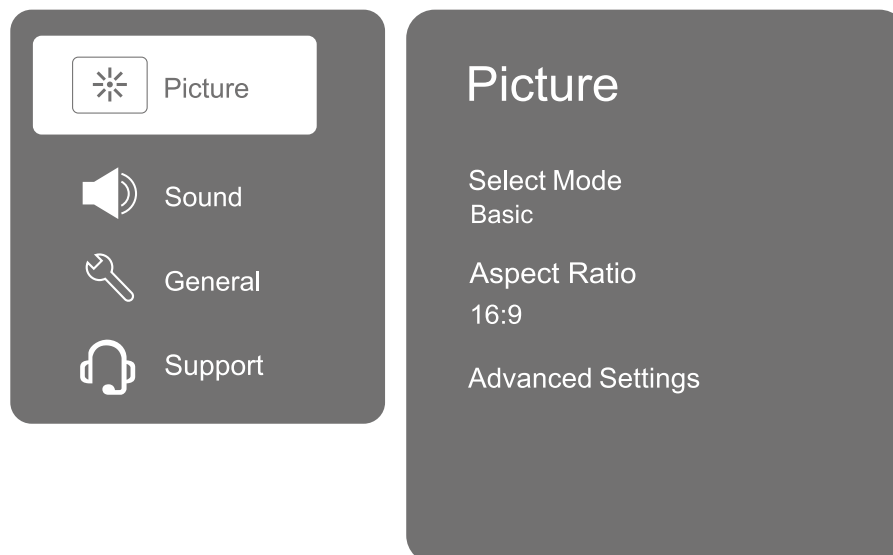 Picture
Sound
General
Support
Picture
Select Mode
Basic
Aspect Ratio
16:9
Advanced Settings